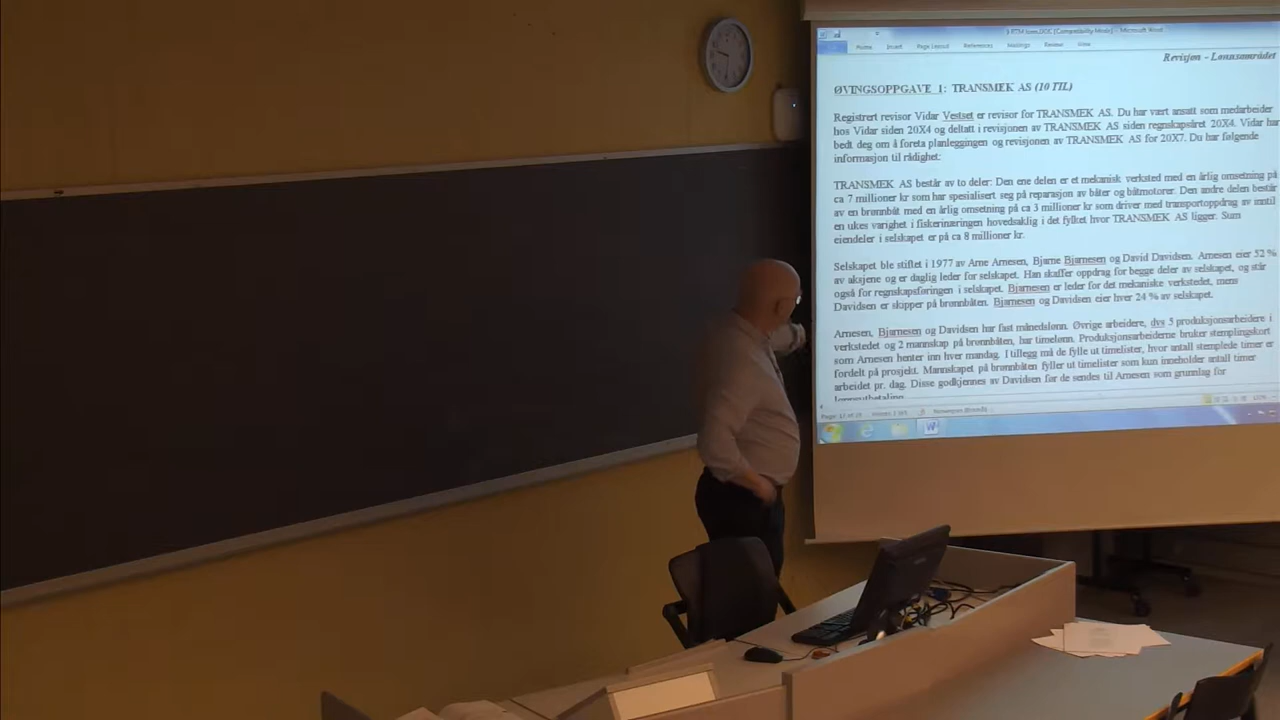 Home Insert Page Layout References Mailings Review View
Revisjon - Lønnsområdet
ØVINGSOPPGAVE 1: TRANSMEK AS (10 TIL)
Registrert revisor Vidar Vestset er revisor for TRANSMEK AS. Du har vært ansatt som medarbeider
hos Vidar siden 20X4 og deltatt i revisjonen av TRANSMEK AS siden regnskapsåret 20X4. Vidar har
bedt deg om å foreta planleggingen og revisjonen av TRANSMEK AS for 20X7. Du har følgende
informasjon til rådighet:
TRANSMEK AS består av to deler: Den ene delen er et mekanisk verksted med en årlig omsetning på
ca 7 millioner kr som har spesialisert seg på reparasjon av båter og båtmotorer. Den andre delen består
av en brønnbåt med en årlig omsetning på ca 3 millioner kr som driver med transportoppdrag av inntil
en ukes varighet i fiskerinæringen hovedsaklig i det fylket hvor TRANSMEK AS ligger. Sum
eiendeler i selskapet er på ca 8 millioner kr.
Selskapet ble stiftet i 1977 av Arne Arnesen, Bjarne Bjarnesen og David Davidsen. Arnesen eier 52 %
av aksjene og er daglig leder for selskapet. Han skaffer oppdrag for begge deler av selskapet, og står
også for regnskapsføringen i selskapet. Bjarnesen er leder for det mekaniske verkstedet, mens
Davidsen er skipper på brønnbåten. Bjarnesen og Davidsen eier hver 24 % av selskapet.
Arnesen, Bjarnesen og Davidsen har fast månedslønn. Øvrige arbeidere, dvs 5 produksjonsarbeidere i
verkstedet og 2 mannskap på brønnbåten, har timelønn. Produksjonsarbeiderne bruker stemplingskort
som Arnesen henter inn hver mandag. I tillegg må de fylle ut timelister, hvor antall stemplede timer er
fordelt på prosjekt. Mannskapet på brønnbåten fyller ut timelister som kun inneholder antall timer
arbeidet pr. dag. Disse godkjennes av Davidsen før de sendes til Arnesen som grunnlag for
lønnsutbetaling